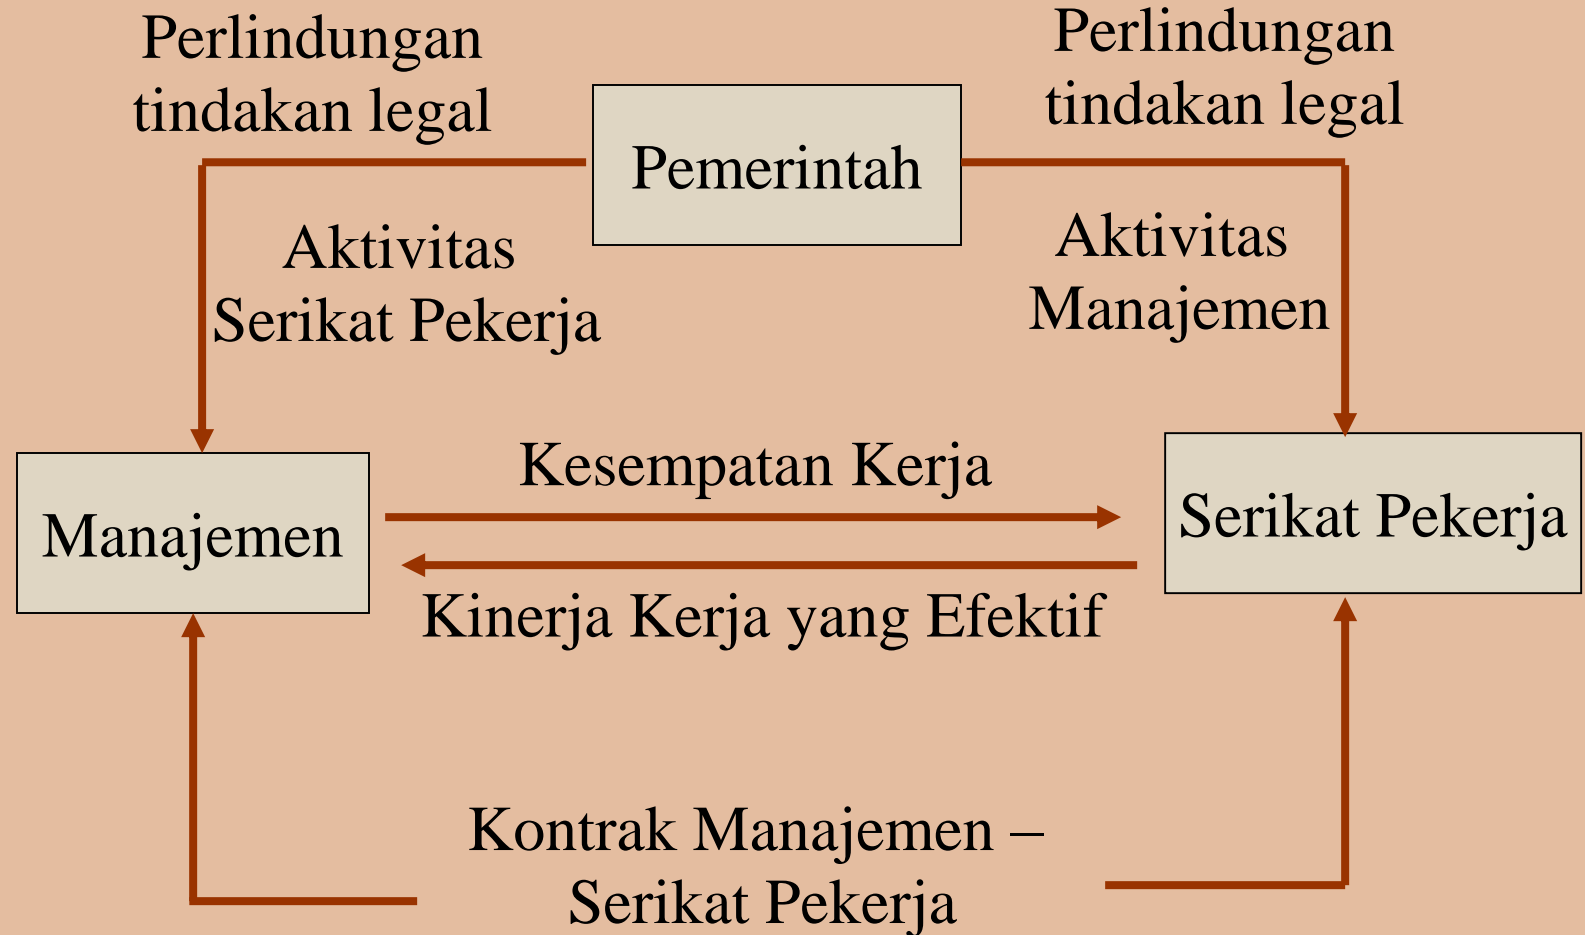 Perlindungan
tindakan legal
Perlindungan
tindakan legal
Pemerintah
Aktivitas
Serikat Pekerja
Aktivitas
Manajemen
Manajemen
Kesempatan Kerja
Serikat Pekerja
Kinerja Kerja yang Efektif
Kontrak Manajemen –
Serikat Pekerja